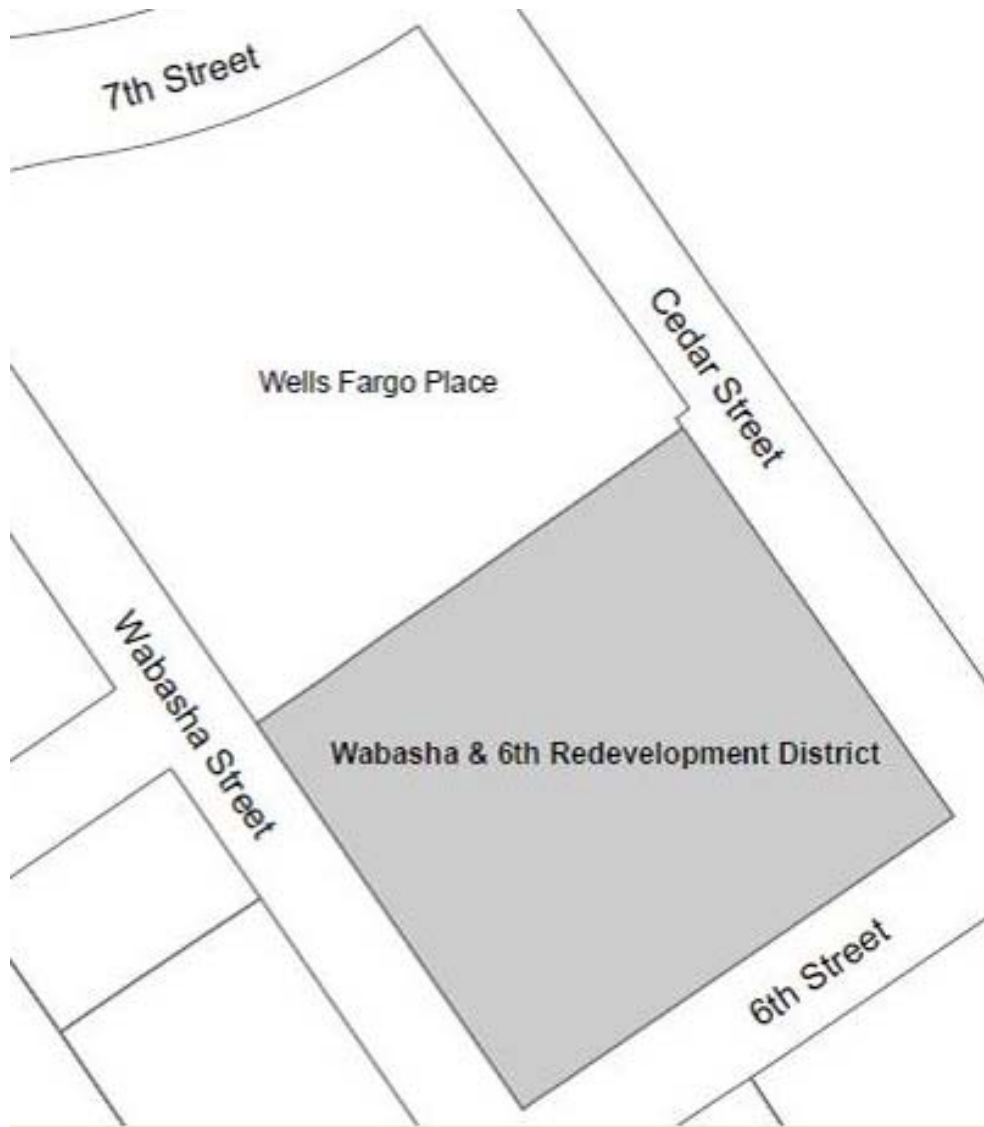 7th Street
Cedar Street
Wells Fargo Place
Wabasha Street
Wabasha & 6th Redevelopment District
6th Street